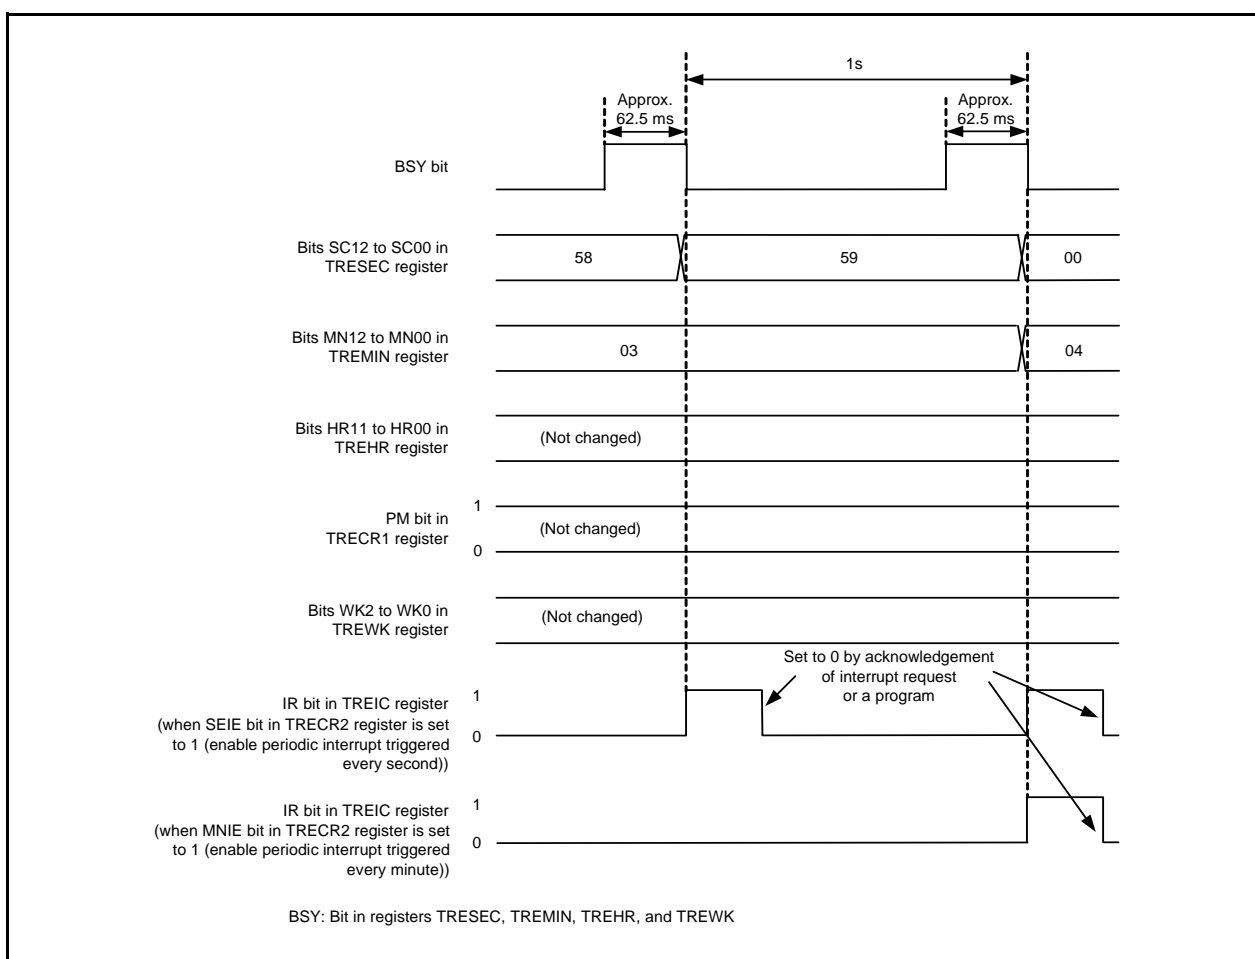 1s
Approx.
62.5 ms
Approx.
62.5 ms
BSY bit
Bits SC12 to SC00 in
TRESEC register
58
59
00
Bits MN12 to MN00 in
TREMIN register
03
04
Bits HR11 to HR00 in
TREHR register
(Not changed)
PM bit in
TRECR1 register
1
0
(Not changed)
Bits WK2 to WK0 in
TREWK register
(Not changed)
Set to 0 by acknowledgement
of interrupt request
or a program
IR bit in TREIC register
(when SEIE bit in TRECR2 register is set
to 1 (enable periodic interrupt triggered
every second))
1
0
IR bit in TREIC register
(when MNIE bit in TRECR2 register is set
to 1 (enable periodic interrupt triggered
every minute))
1
0
BSY: Bit in registers TRESEC, TREMIN, TREHR, and TREWK